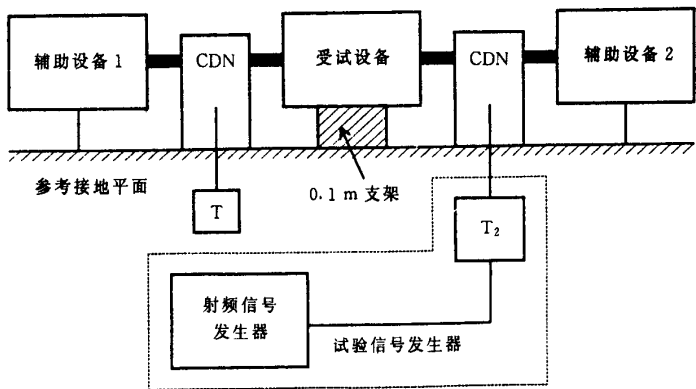 辅助设备 1
CDN
受试设备
CDN
辅助设备 2
参考接地平面
0.1 m 支架
T
T₂
射频信号
发生器
试验信号发生器